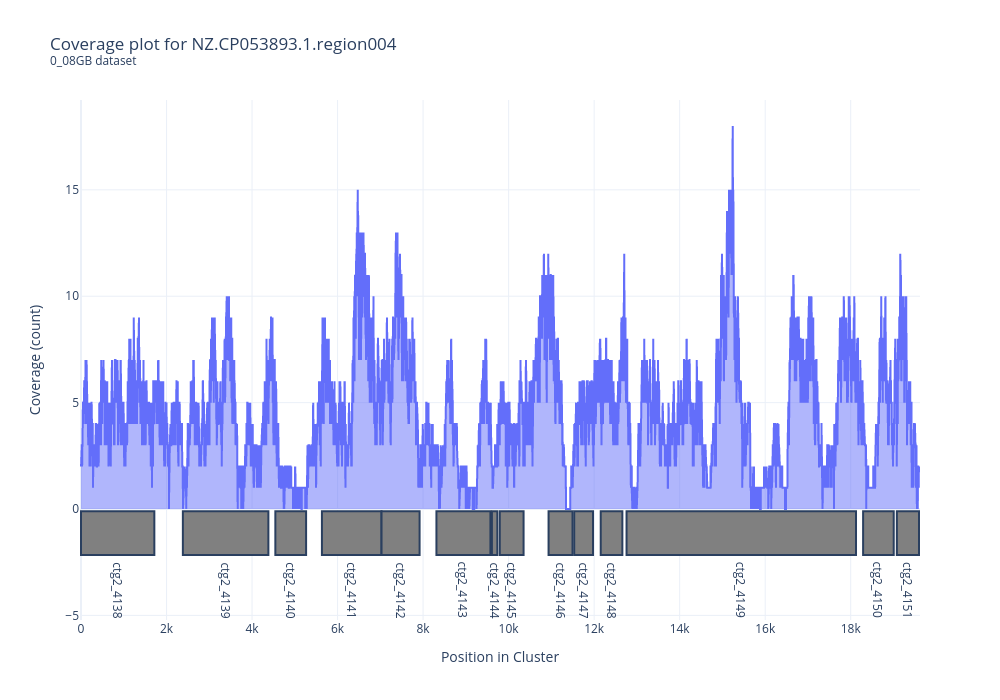 Coverage plot for NZ.CP053893.1.region004
0_08GB dataset
Coverage (count)
15
10
5
0
−5
ctg2_4138
ctg2_4139
ctg2_4140
ctg2_4141
ctg2_4142
ctg2_4143
ctg2_4144
ctg2_4145
ctg2_4146
ctg2_4147
ctg2_4148
ctg2_4149
ctg2_4150
ctg2_4151
0
2k
4k
6k
8k
10k
12k
14k
16k
18k
Position in Cluster